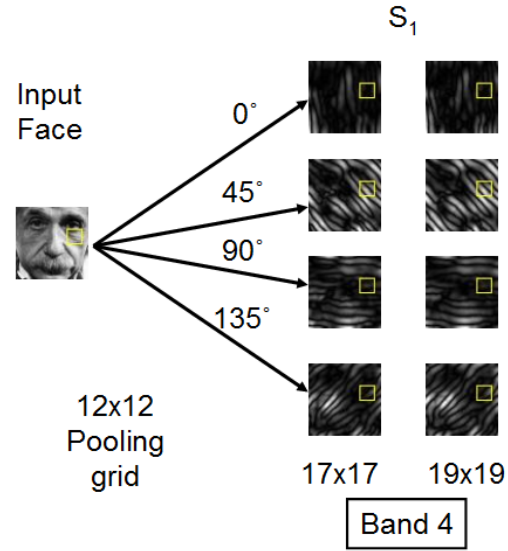 S1
Input
Face
0°
45°
90°
135°
12x12
Pooling
grid
17x17 19x19
Band 4